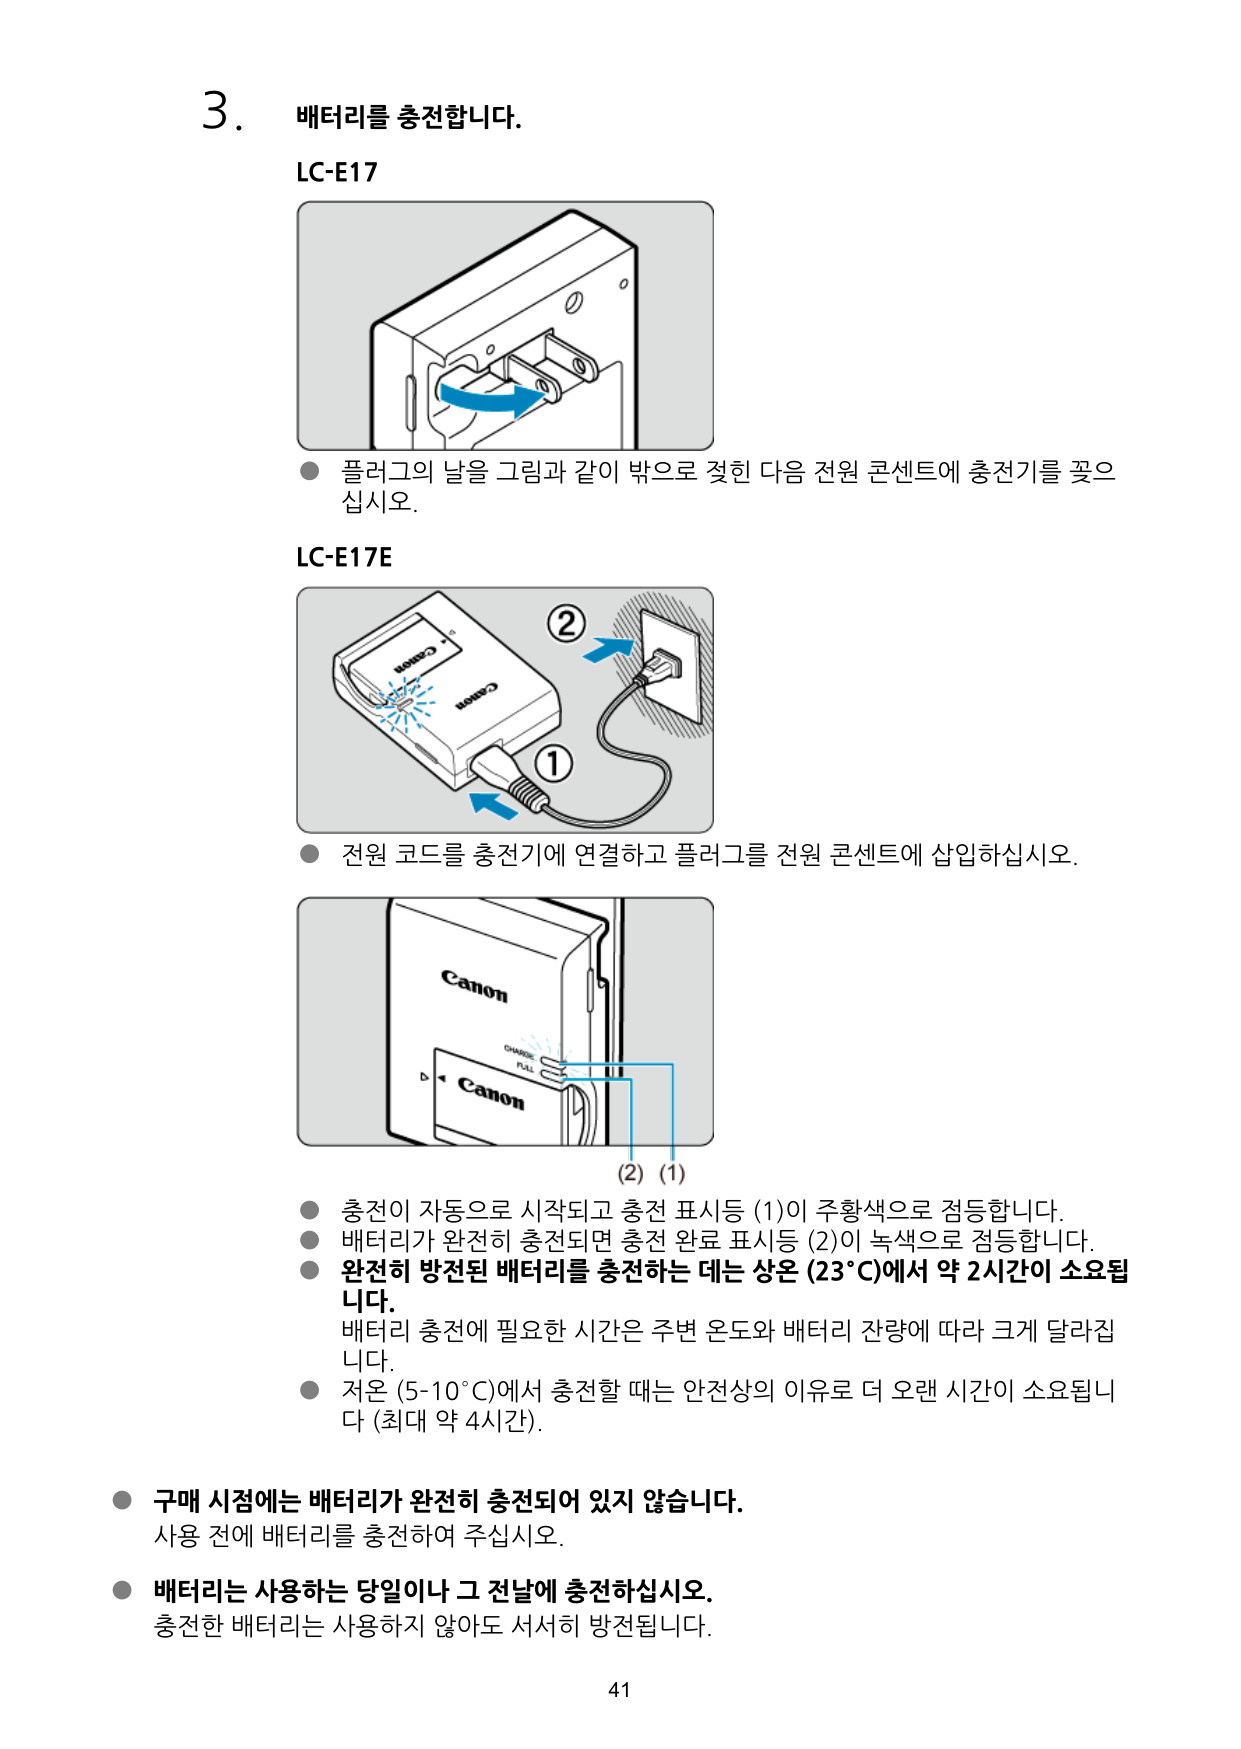 3. 배터리를 충전합니다.
LC-E17
● 플러그의 날을 그림과 같이 밖으로 젖힌 다음 전원 콘센트에 충전기를 꽂으
십시오.
LC-E17E
Canon
Canon
②
①
● 전원 코드를 충전기에 연결하고 플러그를 전원 콘센트에 삽입하십시오.
Canon
CHARGE
FULL
Canon
(2) (1)
● 충전이 자동으로 시작되고 충전 표시등 (1)이 주황색으로 점등합니다.
● 배터리가 완전히 충전되면 충전 완료 표시등 (2)이 녹색으로 점등합니다.
● 완전히 방전된 배터리를 충전하는 데는 상온 (23°C)에서 약 2시간이 소요됩
니다.
배터리 충전에 필요한 시간은 주변 온도와 배터리 잔량에 따라 크게 달라집
니다.
● 저온 (5-10°C)에서 충전할 때는 안전상의 이유로 더 오랜 시간이 소요됩니
다 (최대 약 4시간).
● 구매 시점에는 배터리가 완전히 충전되어 있지 않습니다.
사용 전에 배터리를 충전하여 주십시오.
● 배터리는 사용하는 당일이나 그 전날에 충전하십시오.
충전한 배터리는 사용하지 않아도 서서히 방전됩니다.
41